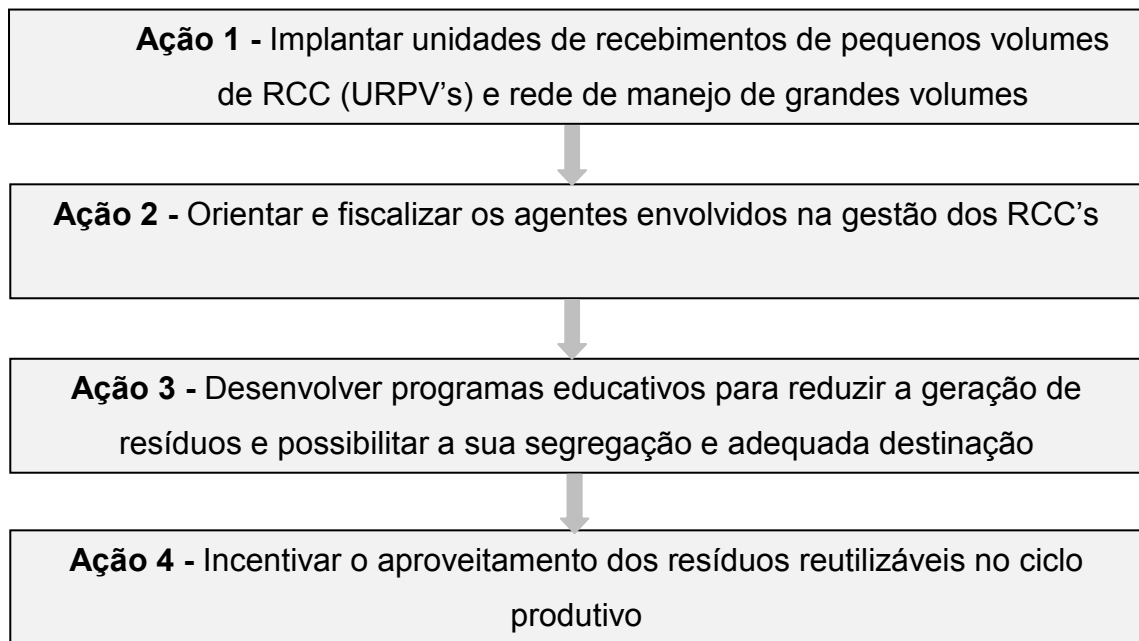 Ação 1 - Implantar unidades de recebimentos de pequenos volumes
de RCC (URPV’s) e rede de manejo de grandes volumes
Ação 2 - Orientar e fiscalizar os agentes envolvidos na gestão dos RCC’s
Ação 3 - Desenvolver programas educativos para reduzir a geração de
resíduos e possibilitar a sua segregação e adequada destinação
Ação 4 - Incentivar o aproveitamento dos resíduos reutilizáveis no ciclo
produtivo